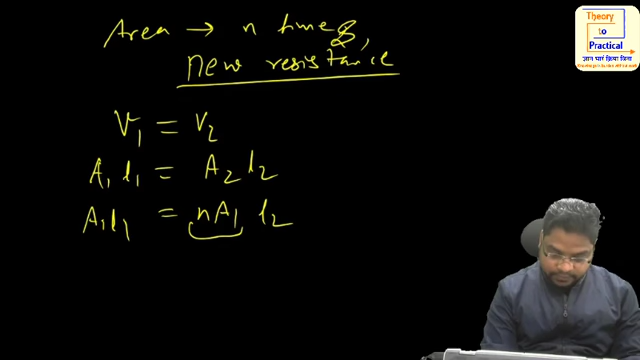 Area → n times,
new resistance
V₁ = V₂
A₁ l₁ = A₂ l₂
A₁l₁ = nA₁ l₂
Theory
to
Practical
ज्ञानं भारं क्रियां विना